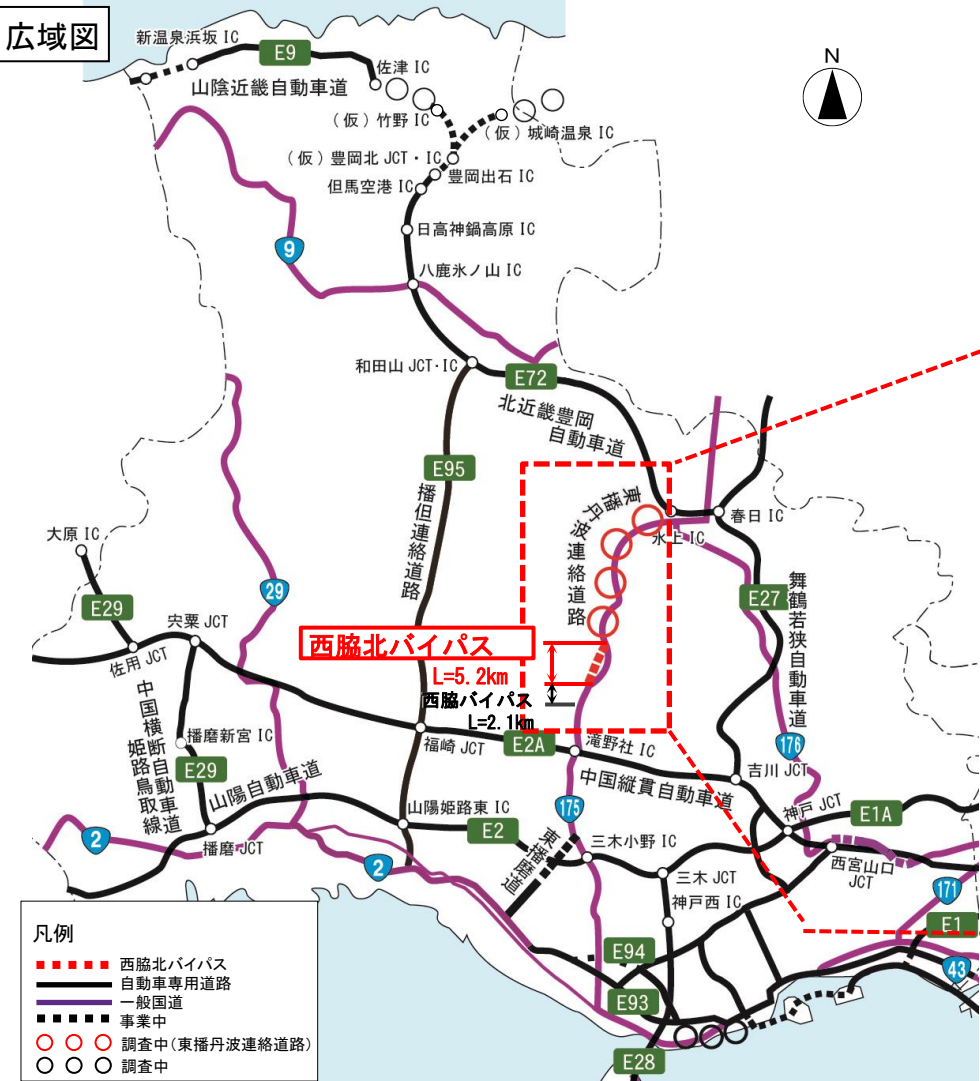 広域図
新温泉浜坂 IC
E9
佐津 IC
山陰近畿自動車道
N
(仮)竹野 IC
(仮)城崎温泉 IC
(仮)豊岡北 JCT・IC
豊岡出石 IC
但馬空港 IC
日高神鍋高原 IC
9
八鹿氷ノ山 IC
和田山 JCT・IC
E72
北近畿豊岡
自動車道
E95
播但連絡道路
東播丹波連絡道路
氷上 IC
春日 IC
大原 IC
E29
29
宍粟 JCT
佐用 JCT
E27
舞鶴若狭自動車道
西脇北バイパス
L=5.2km
西脇バイパス
L=2.1km
中国横断自動車道
姫路鳥取線
播磨新宮 IC
E29
福崎 JCT
E2A
滝野社 IC
中国縦貫自動車道
176
吉川 JCT
山陽自動車道
山陽姫路東 IC
175
神戸 JCT
E1A
2
播磨 JCT
E2
東播磨道
三木小野 IC
2
三木 JCT
西宮山口
JCT
神戸西 IC
171
E1
E94
43
E93
E28
凡例
西脇北バイパス
自動車専用道路
一般国道
事業中
調査中(東播丹波連絡道路)
調査中